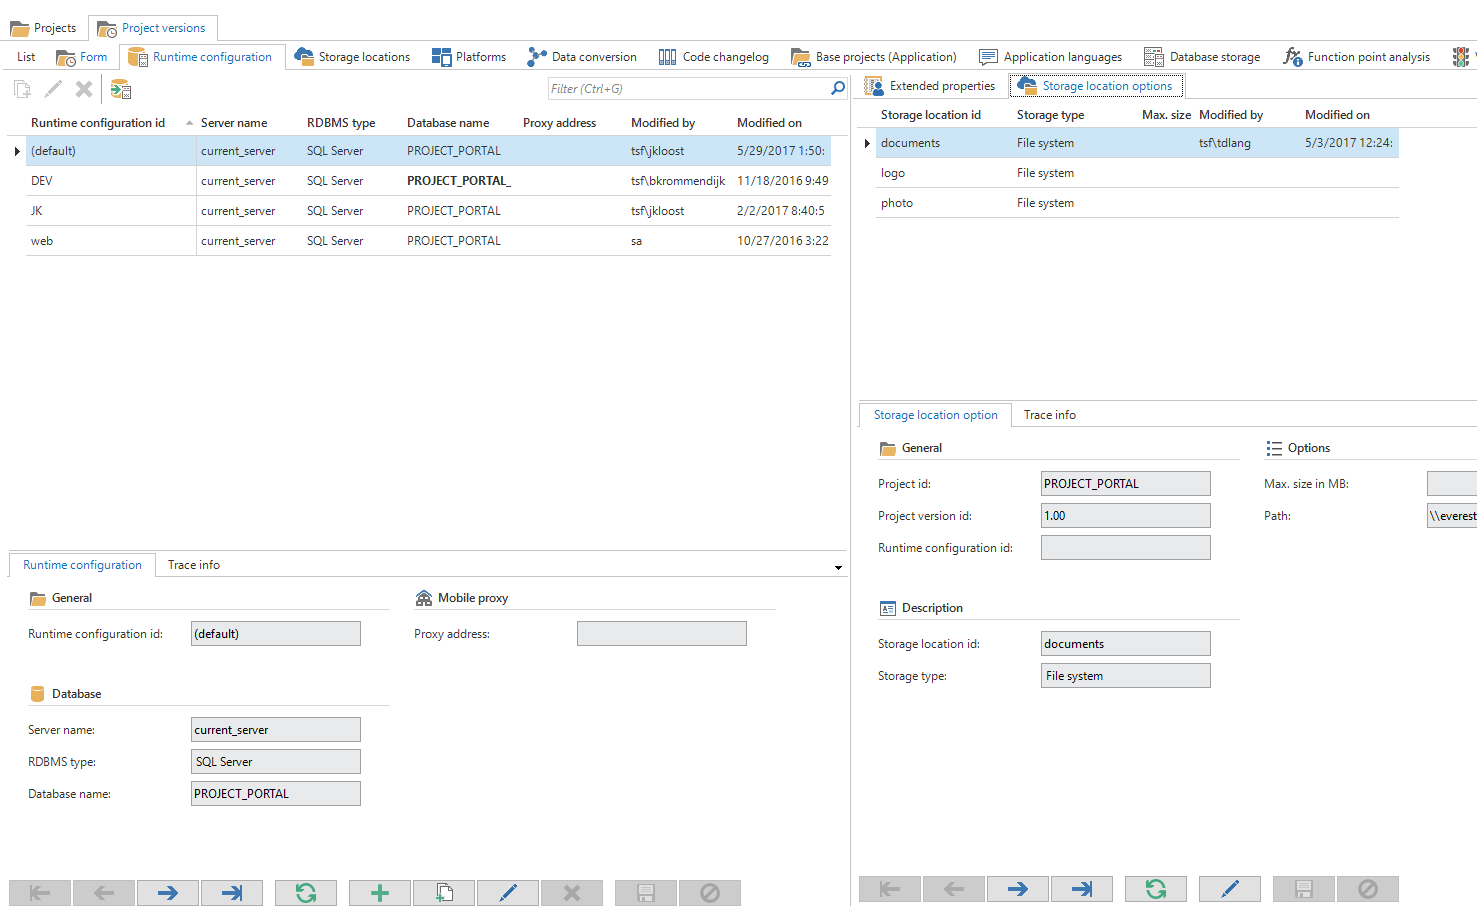 Projects Project versions
List Form Runtime configuration Storage locations Platforms Data conversion Code changelog Base projects (Application) Application languages Database storage Function point analysis
Filter (Ctrl+G)
Runtime configuration id Server name RDBMS type Database name Proxy address Modified by Modified on
(default) current_server SQL Server PROJECT_PORTAL tsf\jkloost 5/29/2017 1:50:
DEV current_server SQL Server PROJECT_PORTAL_ tsf\bkrommendijk 11/18/2016 9:49
JK current_server SQL Server PROJECT_PORTAL tsf\jkloost 2/2/2017 8:40:5
web current_server SQL Server PROJECT_PORTAL sa 10/27/2016 3:22
Runtime configuration Trace info
General Mobile proxy
Runtime configuration id: (default) Proxy address:
Database
Server name: current_server
RDBMS type: SQL Server
Database name: PROJECT_PORTAL
Extended properties Storage location options
Storage location id Storage type Max. size Modified by Modified on
documents File system tsf\tdlang 5/3/2017 12:24:
logo File system
photo File system
Storage location option Trace info
General Options
Project id: PROJECT_PORTAL Max. size in MB:
Project version id: 1.00 Path: \\everest
Runtime configuration id:
Description
Storage location id: documents
Storage type: File system